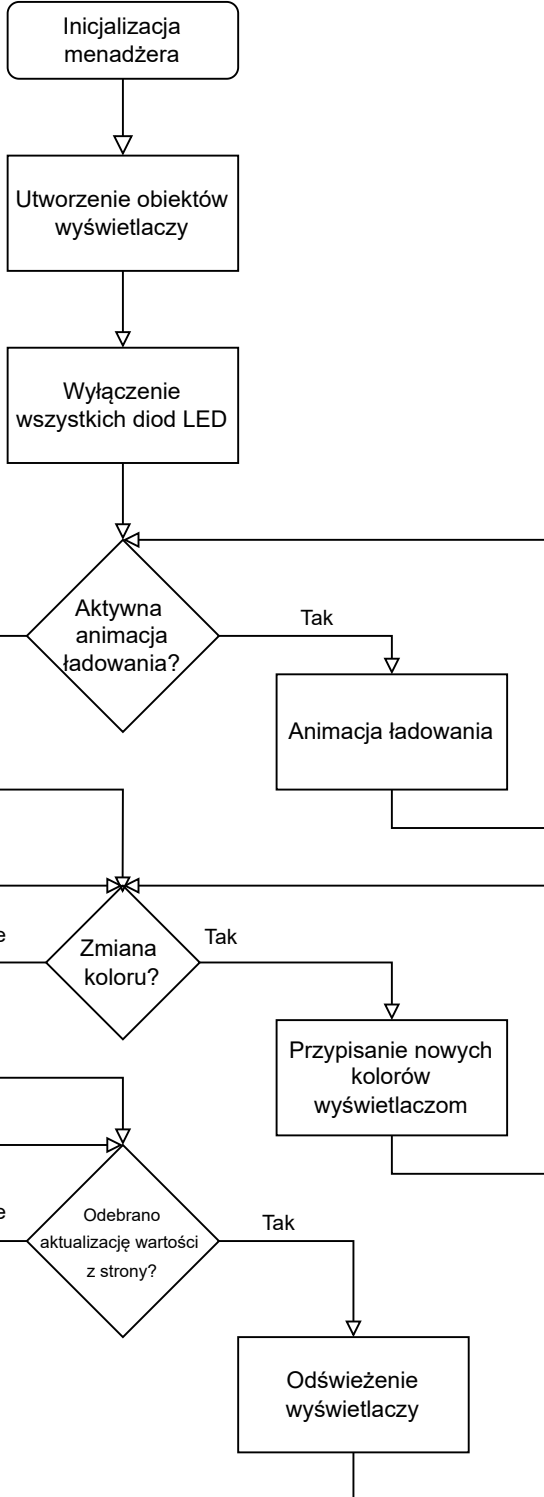 Inicjalizacja
menadżera
Utworzenie obiektów
wyświetlaczy
Wyłączenie
wszystkich diod LED
Aktywna
animacja
ładowania?
Tak
Animacja ładowania
Zmiana
koloru?
Tak
Przypisanie nowych
kolorów
wyświetlaczom
Odebrano
aktualizację wartości
z strony?
Tak
Odświeżenie
wyświetlaczy